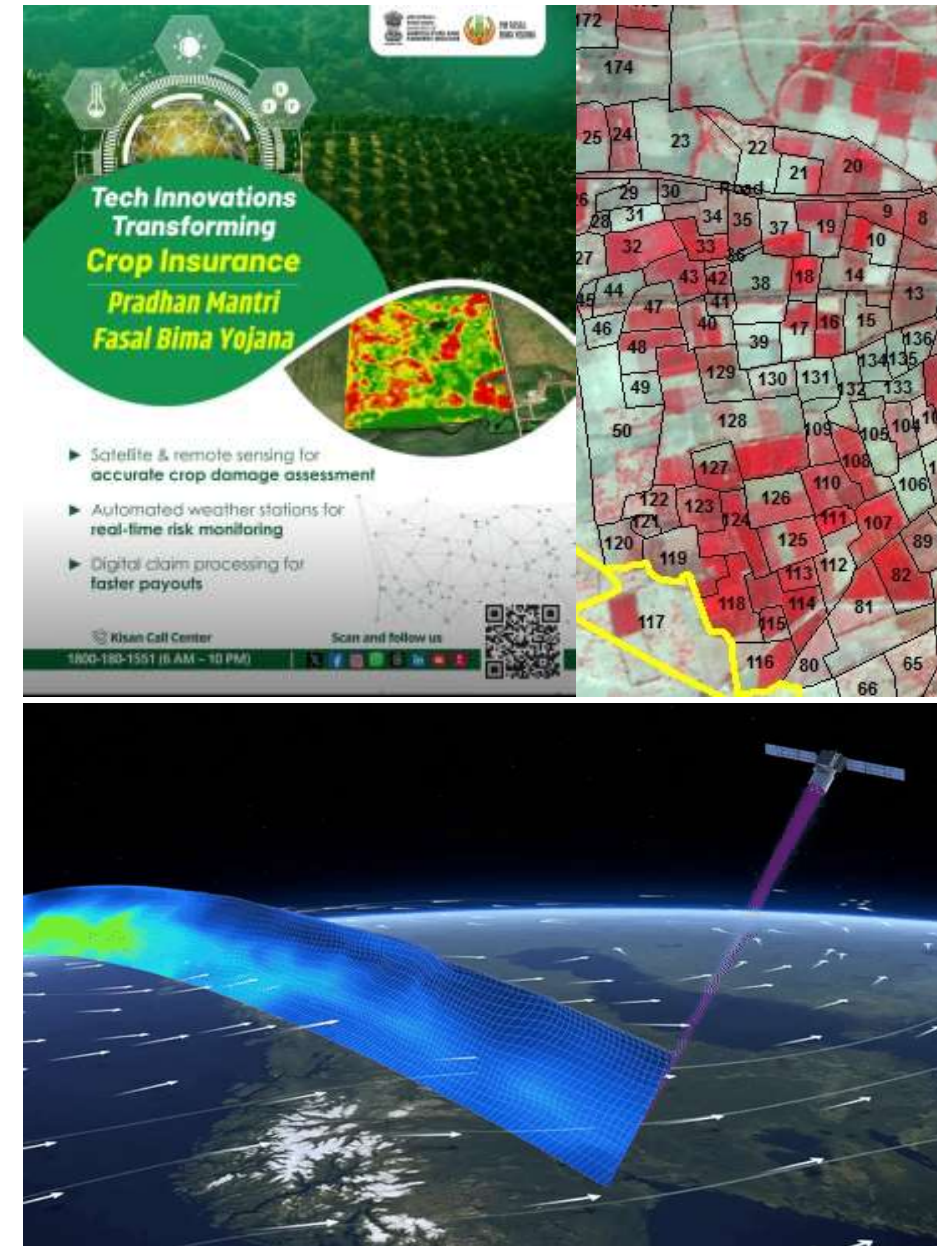 PM FASAL
BIMA YOJANA
Tech Innovations
Transforming
Crop Insurance
Pradhan Mantri
Fasal Bima Yojana
► Satellite & remote sensing for
accurate crop damage assessment
► Automated weather stations for
real-time risk monitoring
► Digital claim processing for
faster payouts
Kisan Call Center
1800-180-1551 (6 AM – 10 PM)
Scan and follow us
172
174
25 24 23 22
21 20
Road
29 30
28 31 34 35 37 19 9 8
32 33 36 10
27
43 42 38 18 14
44 13
45 47 41
46 40 39 17 16 15
48 136
129 134 135
49 130 131 132 133
50 128 109 105 104
127 108
122 123 126 110 106
121 124 111 107
120 119 125 112 89
113 82
117 118 114 81
115
116 80 65
66